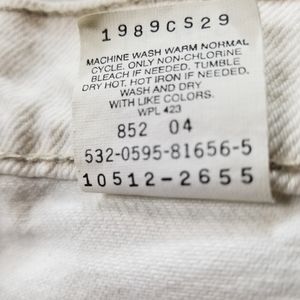 1989CS29
MACHINE WASH WARM NORMAL
CYCLE. ONLY NON-CHLORINE
BLEACH IF NEEDED. TUMBLE
DRY HOT. HOT IRON IF NEEDED.
WASH AND DRY
WITH LIKE COLORS.
WPL 423
852 04
532-0595-81656-5
10512-2655